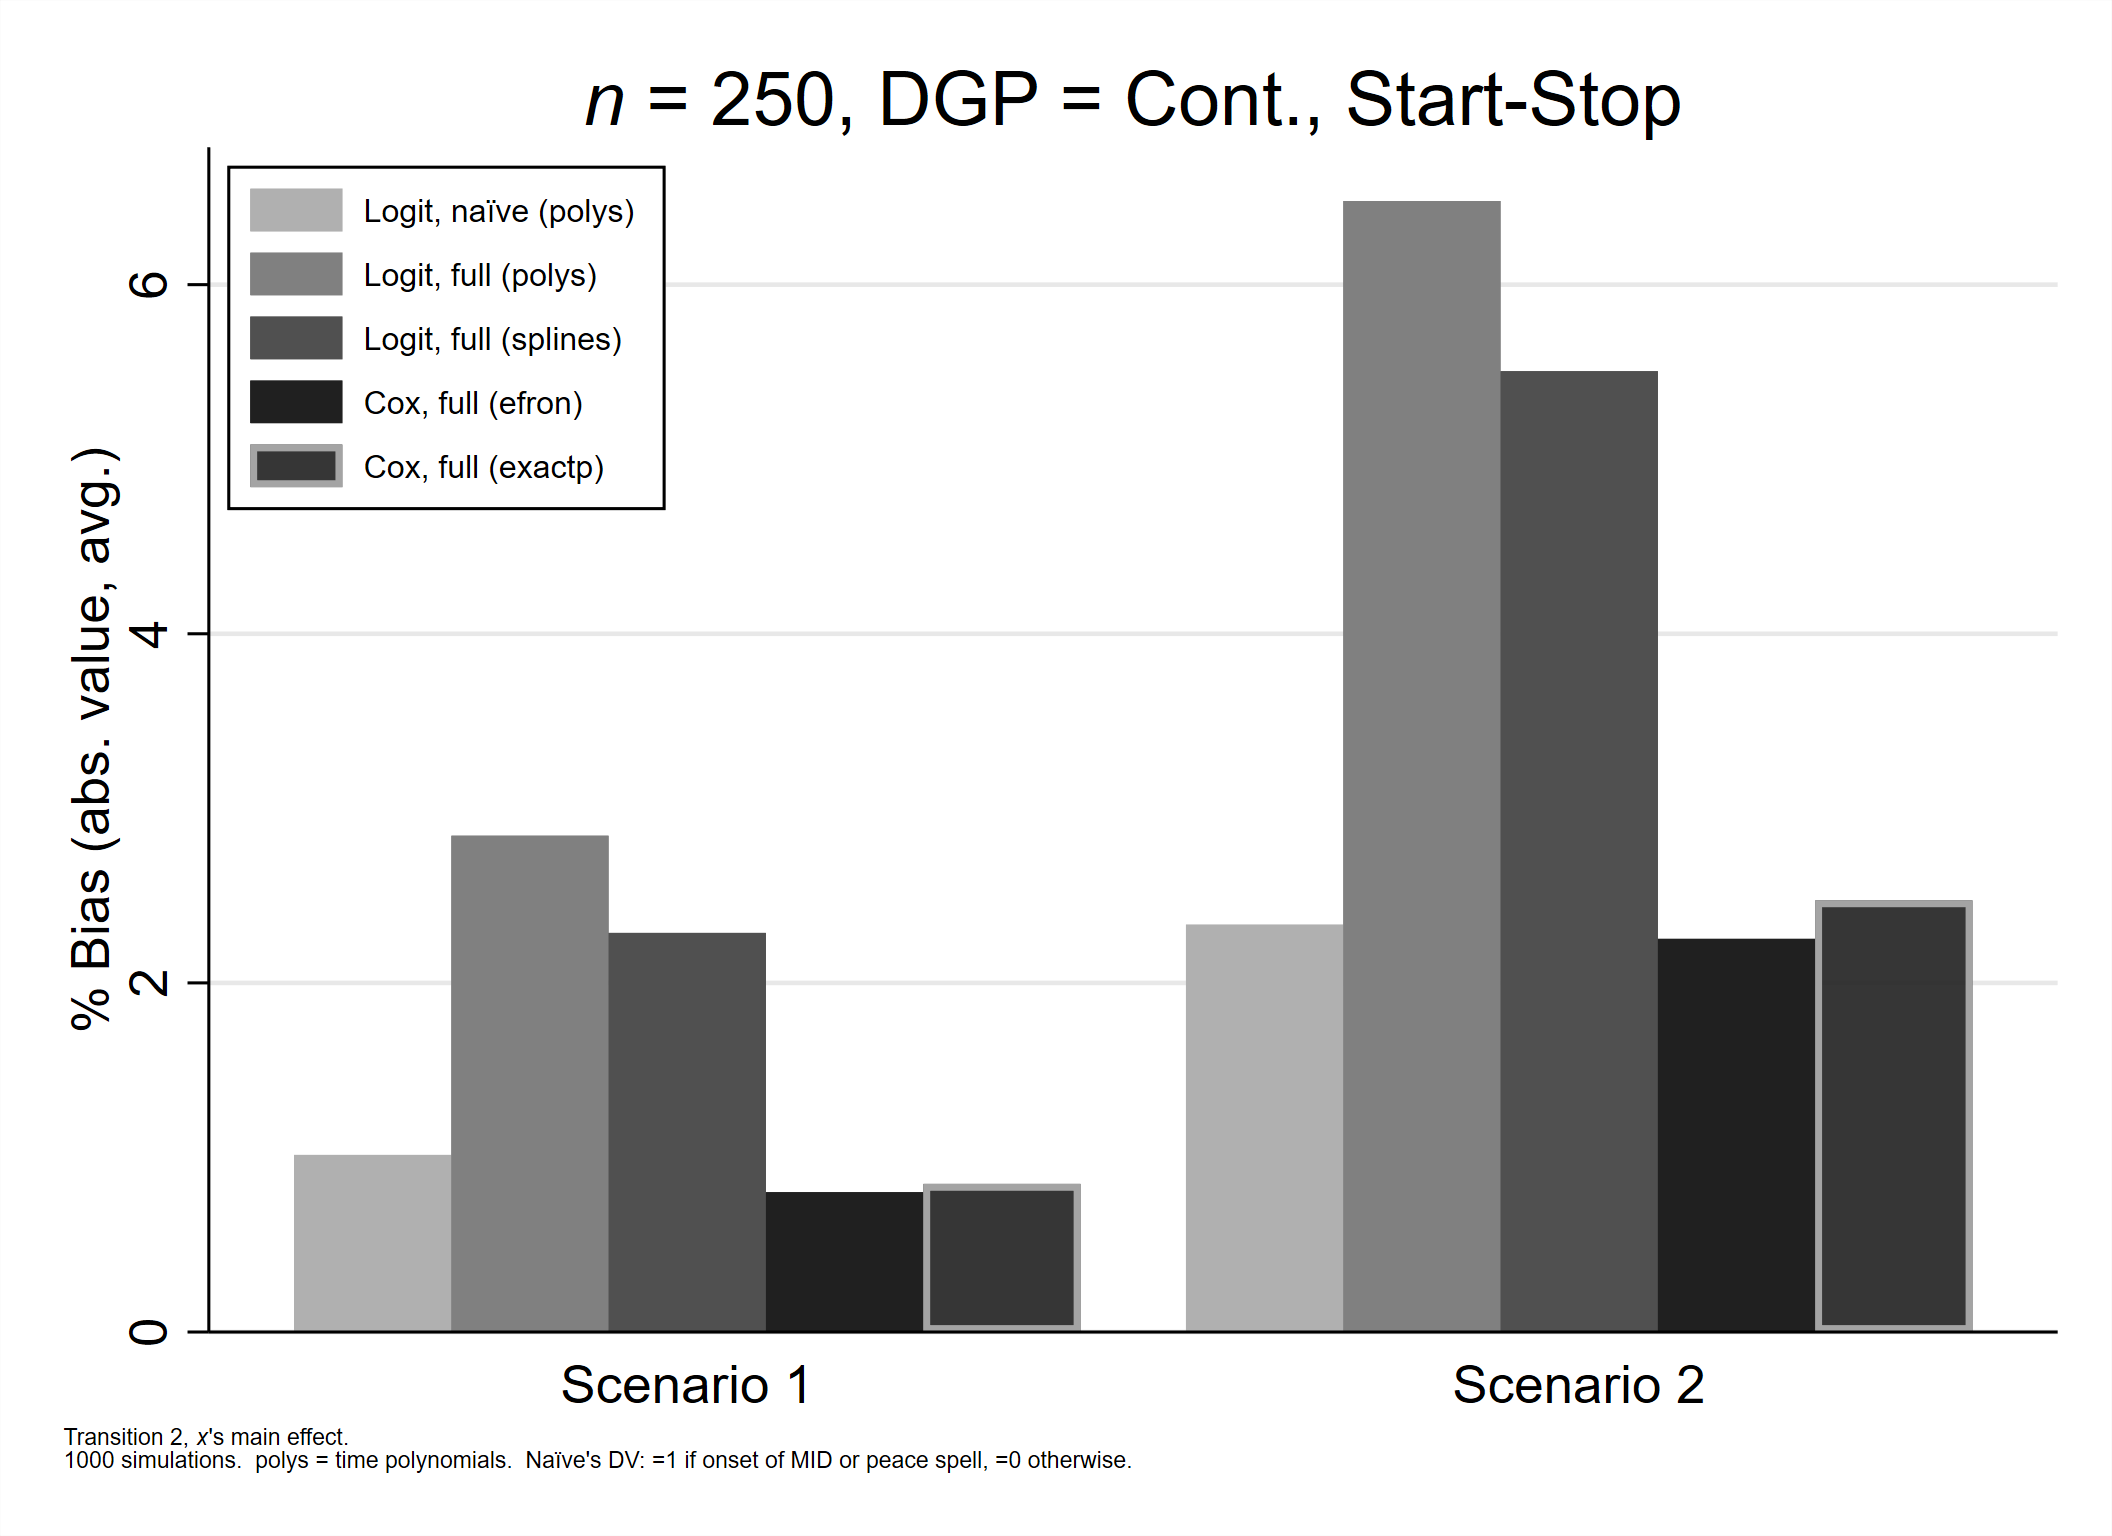 n = 250, DGP = Cont., Start-Stop
Logit, naïve (polys)
Logit, full (polys)
Logit, full (splines)
Cox, full (efron)
Cox, full (exactp)
% Bias (abs. value, avg.)
6
4
2
0
Scenario 1
Scenario 2
Transition 2, x's main effect.
1000 simulations.  polys = time polynomials.  Naïve's DV: =1 if onset of MID or peace spell, =0 otherwise.